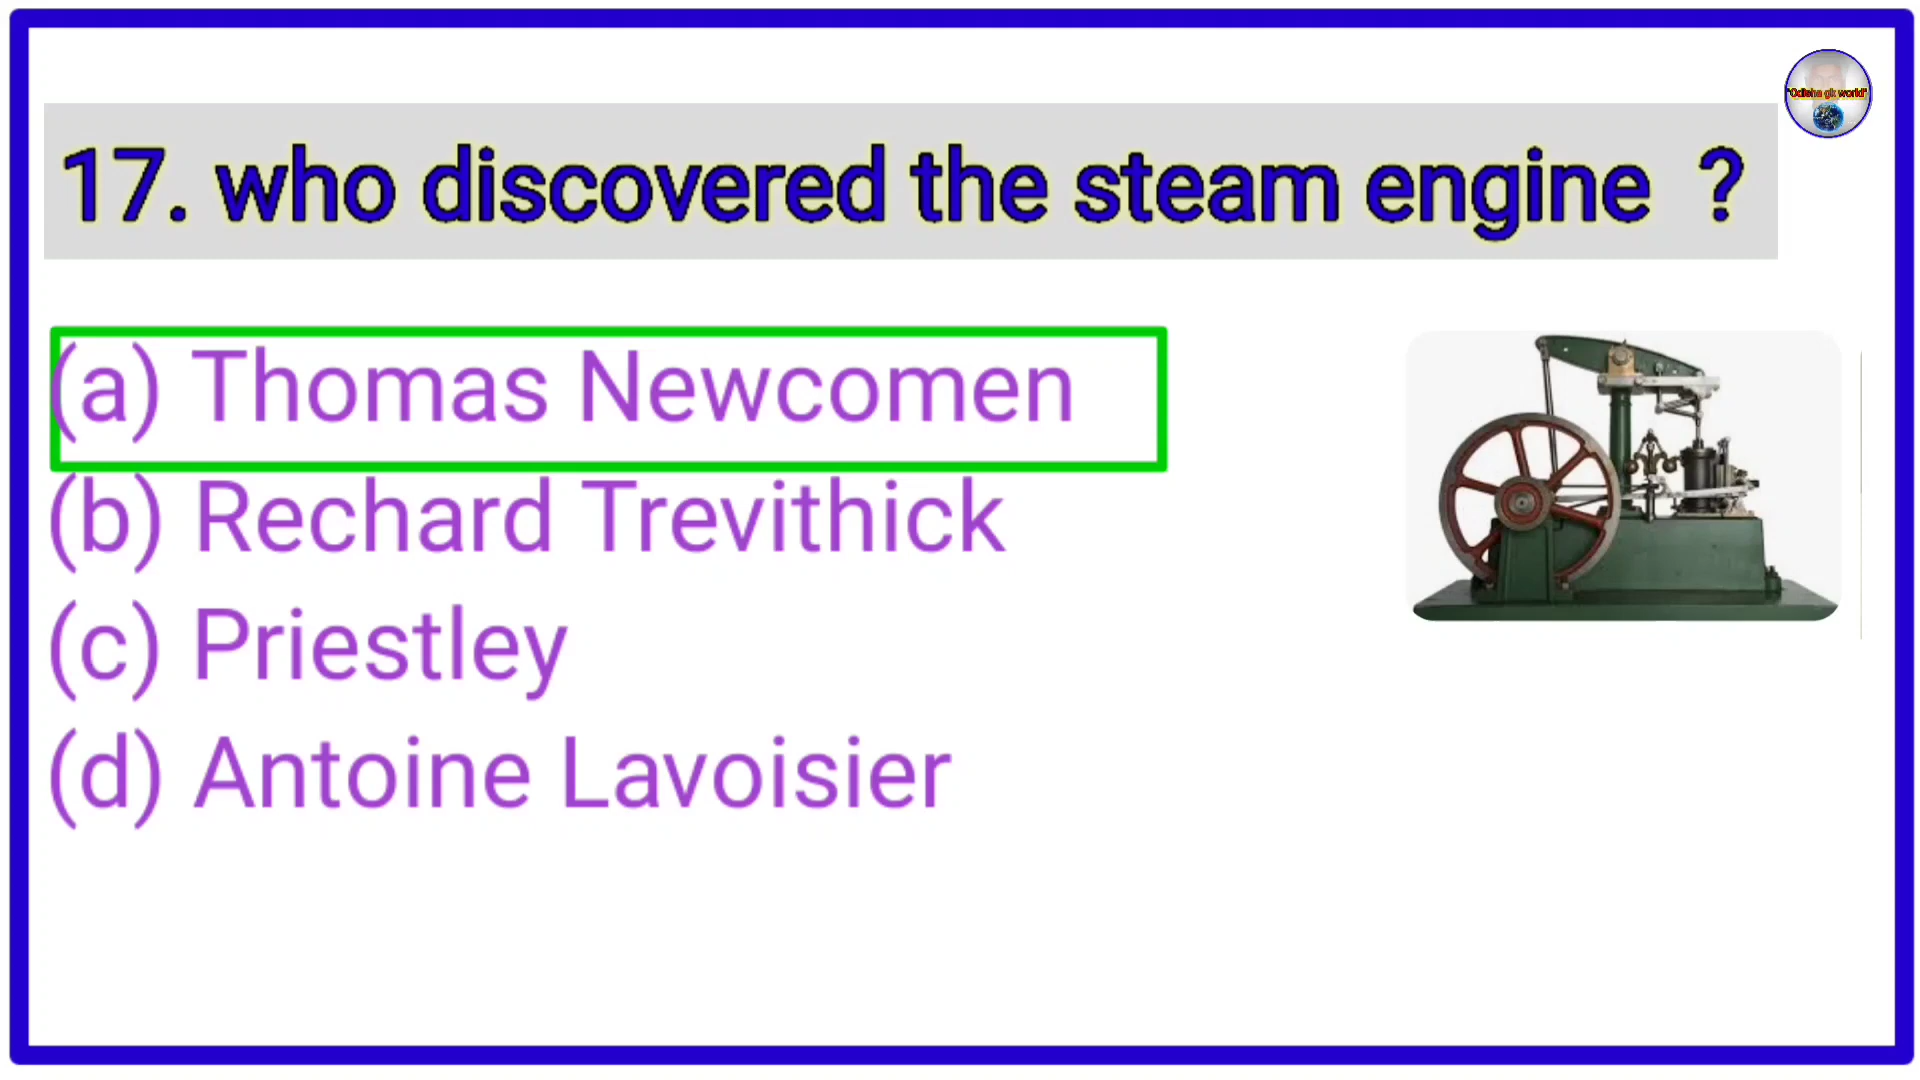 "Odisha gk world"
17. who discovered the steam engine ?
(a) Thomas Newcomen
(b) Rechard Trevithick
(c) Priestley
(d) Antoine Lavoisier